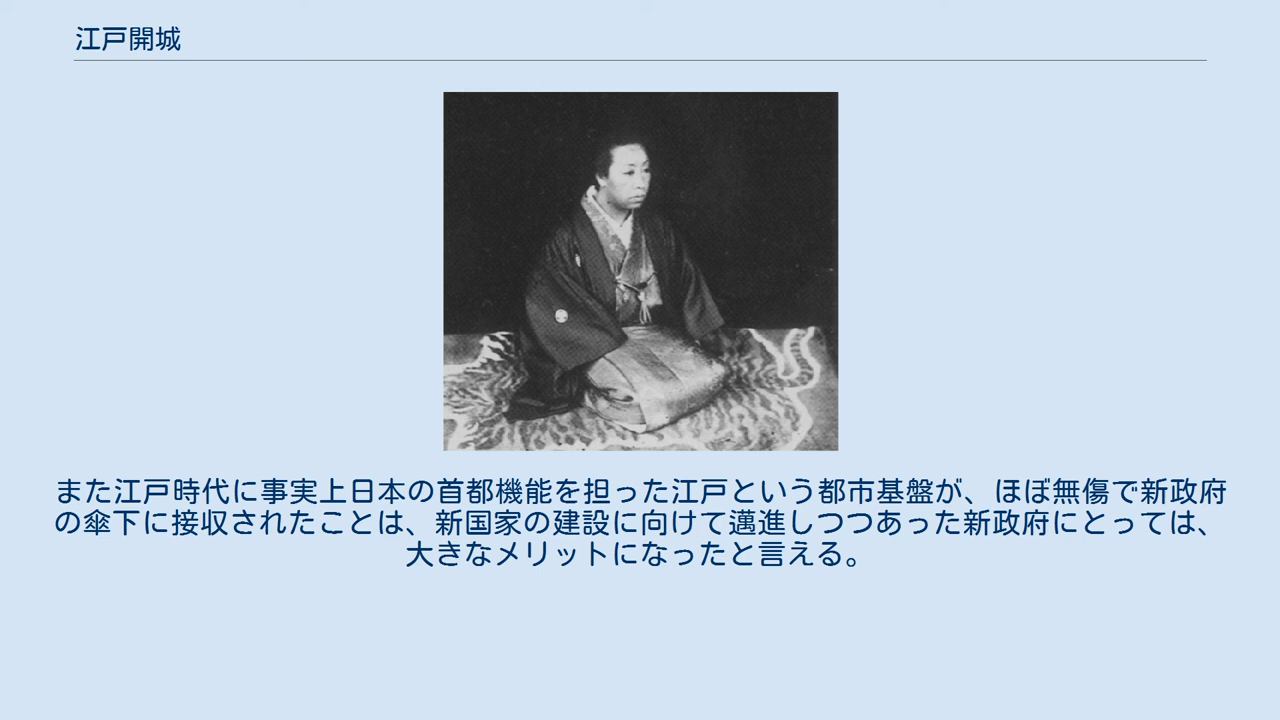 江戸開城
また江戸時代に事実上日本の首都機能を担った江戸という都市基盤が、ほぼ無傷で新政府
の傘下に接収されたことは、新国家の建設に向けて邁進しつつあった新政府にとっては、
大きなメリットになったと言える。